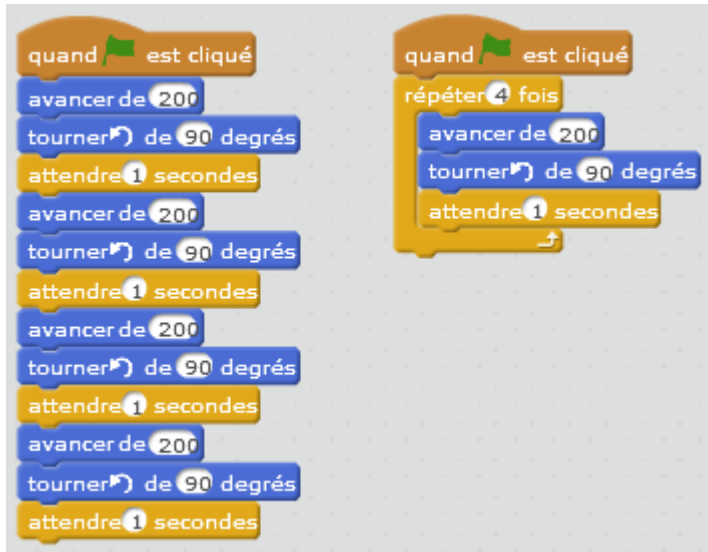 quand est cliqué
avancer de 200
tourner de 90 degrés
attendre 1 secondes
avancer de 200
tourner de 90 degrés
attendre 1 secondes
avancer de 200
tourner de 90 degrés
attendre 1 secondes
avancer de 200
tourner de 90 degrés
attendre 1 secondes
quand est cliqué
répéter 4 fois
avancer de 200
tourner de 90 degrés
attendre 1 secondes